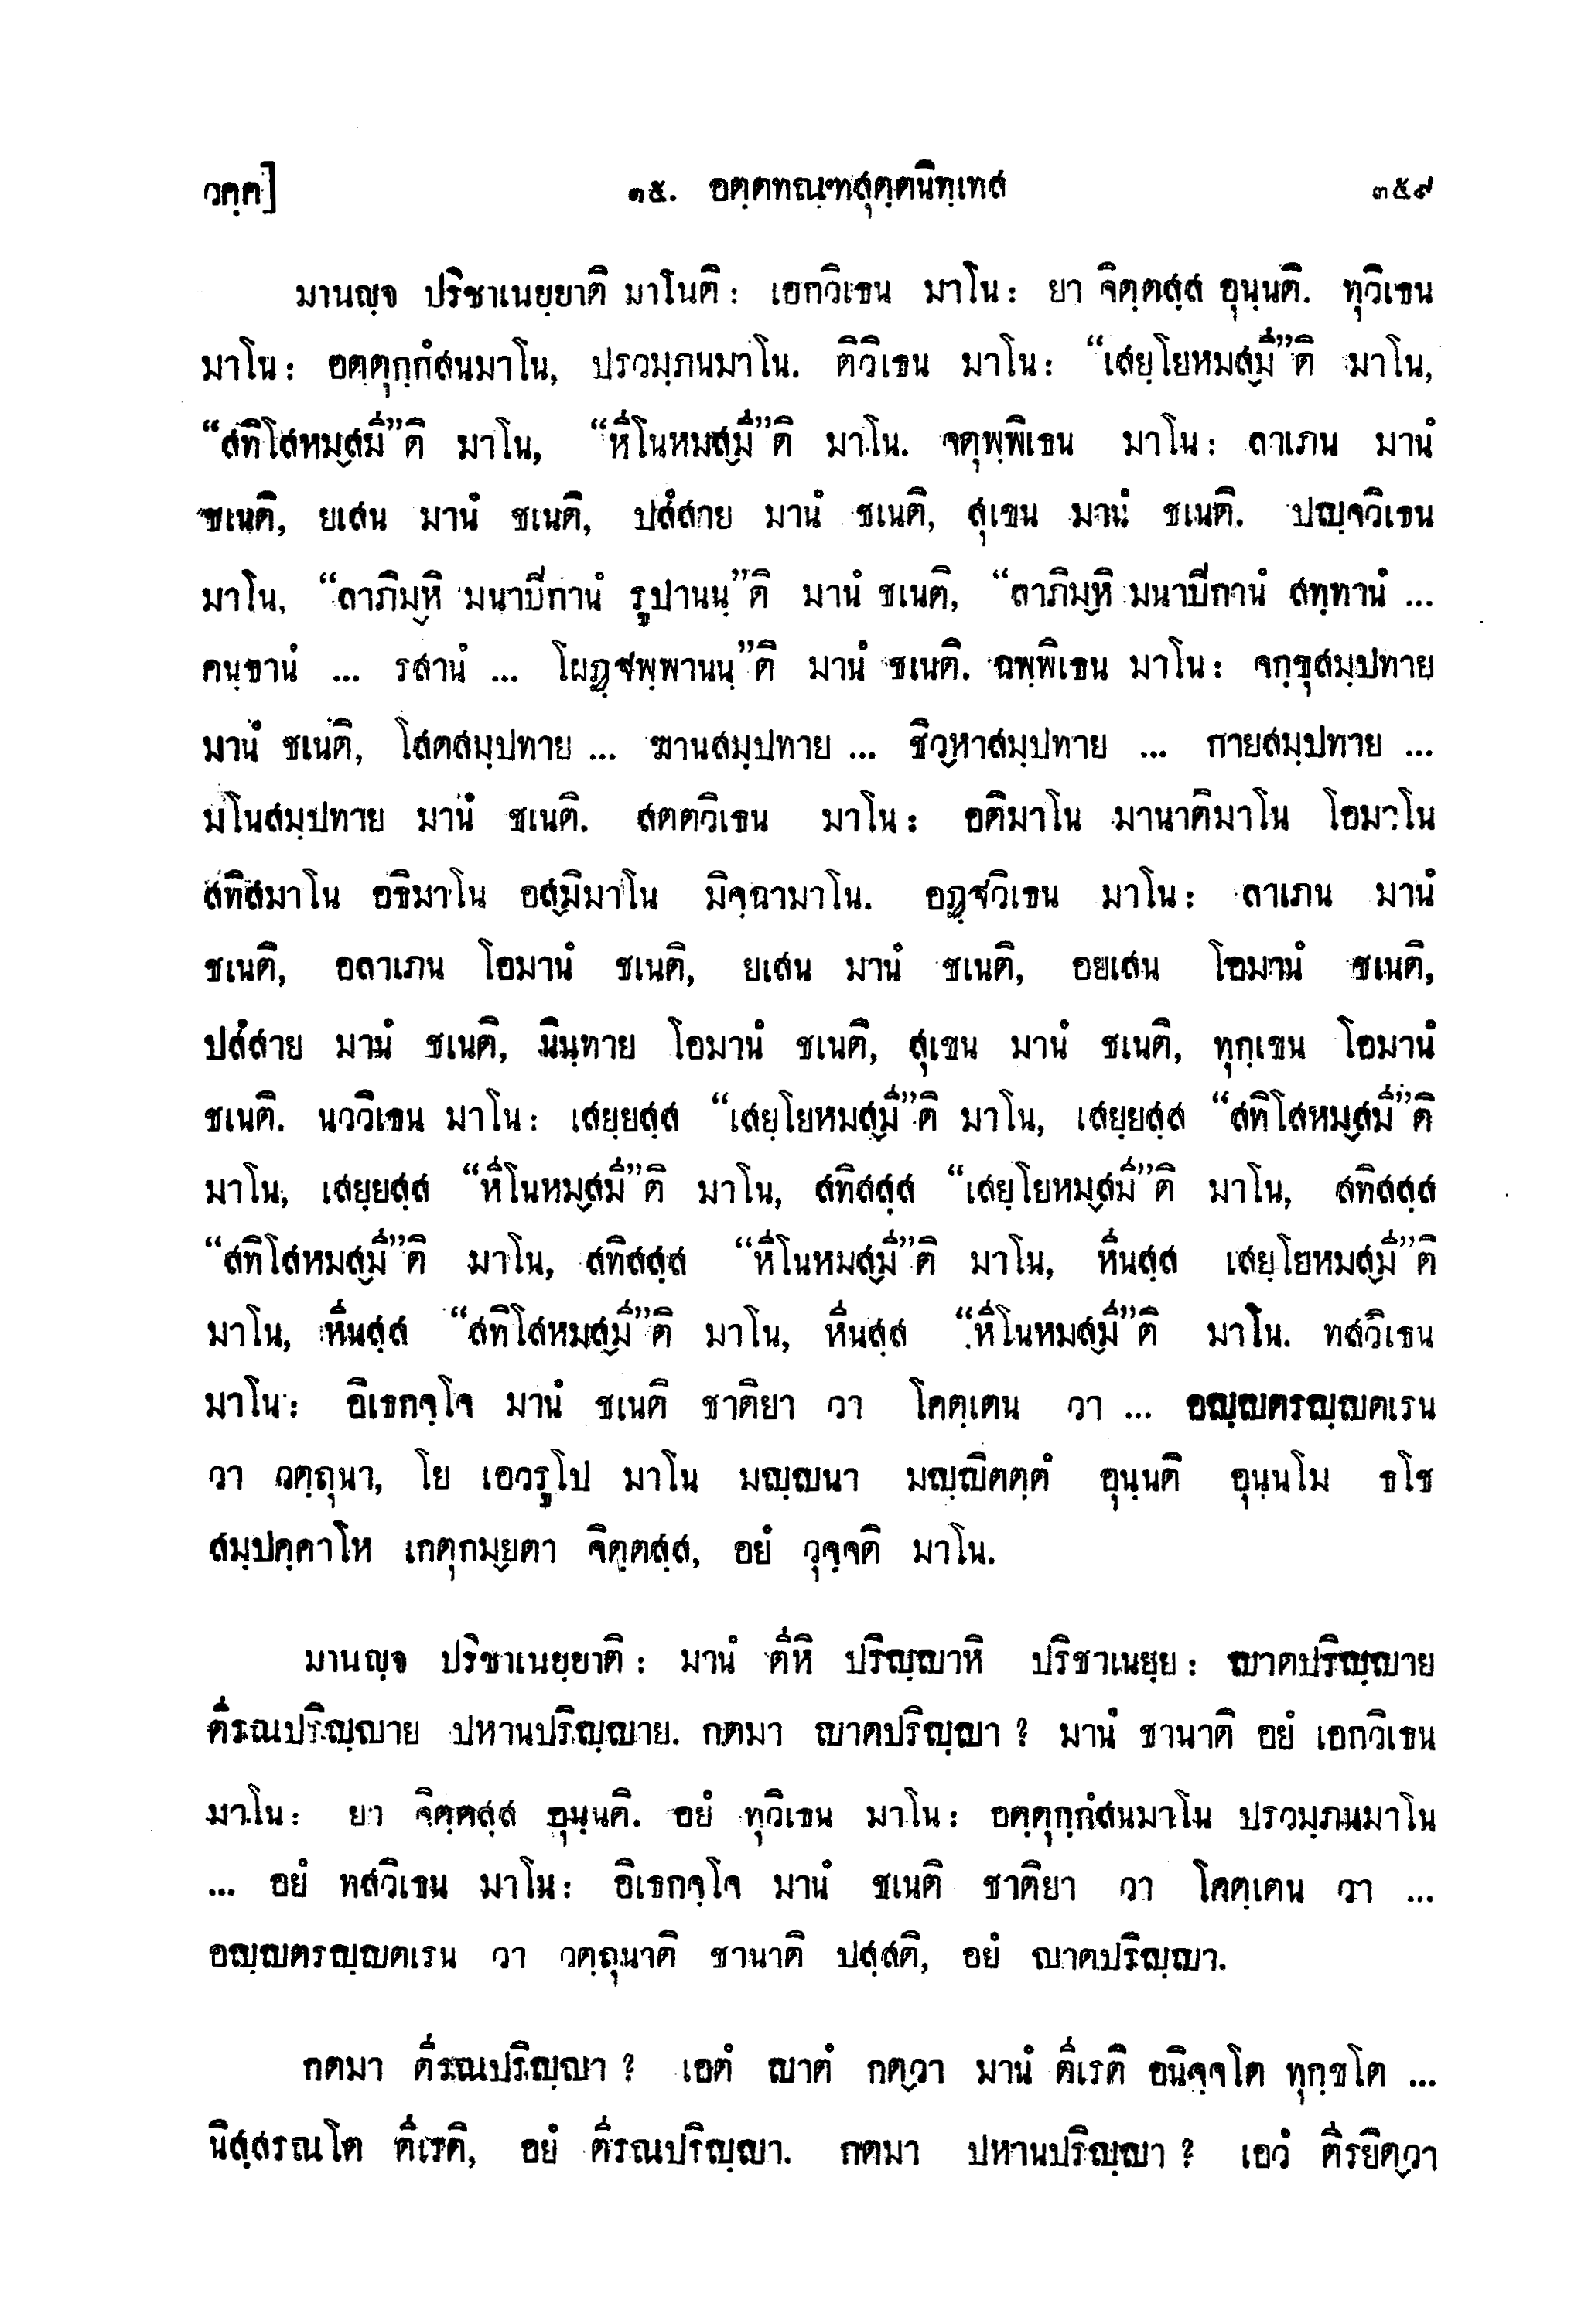 วคฺค]	๑๕. อตฺตทณฺฑสุตฺตนิทฺเทส	๓๕๙
มานญฺจ ปริชาเนยฺยาติ มาโนติ: เอกวิเธน มาโน: ยา จิตฺตสฺส อุนฺนติ. ทุวิเธน
มาโน: อตฺตุกฺกํสนมาโน, ปรวมฺภนมาโน. ติวิเธน มาโน: “เสยฺโยหมสฺมี”ติ มาโน,
“สทิโสหมฺสมี”ติ มาโน, “หีโนหมสฺมี”ติ มาโน. จตุพฺพิเธน มาโน: ลาเภน มานํ
ชเนติ, ยเสน มานํ ชเนติ, ปสํสาย มานํ ชเนติ, สุเขน มานํ ชเนติ. ปญฺจวิเธน
มาโน, “ลาภิมฺหิ มนาปิกานํ รูปานนฺ”ติ มานํ ชเนติ, “ลาภิมฺหิ มนาปิกานํ สทฺทานํ ...
คนฺธานํ ... รสานํ ... โผฏฺฐพฺพานนฺ”ติ มานํ ชเนติ. ฉพฺพิเธน มาโน: จกฺขุสมฺปทาย
มานํ ชเนติ, โสตสมฺปทาย ... ฆานสมฺปทาย ... ชิวฺหาสมฺปทาย ... กายสมฺปทาย ...
มโนสมฺปทาย มานํ ชเนติ. สตตวิเธน มาโน: อติมาโน มานาติมาโน โอมาโน
สทิสมาโน อธิมาโน อสฺมิมาโน มิจฺฉามาโน. อฏฺฐวิเธน มาโน: ลาเภน มานํ
ชเนติ, อลาเภน โอมานํ ชเนติ, ยเสน มานํ ชเนติ, อยเสน โอมานํ ชเนติ,
ปสํสาย มานํ ชเนติ, นินฺทาย โอมานํ ชเนติ, สุเขน มานํ ชเนติ, ทุกฺเขน โอมานํ
ชเนติ. นววิเธน มาโน: เสยฺยสฺส “เสยฺโยหมสฺมี”ติ มาโน, เสยฺยสฺส “สทิโสหมฺสมี”ติ
มาโน, เสยฺยสฺส “หีโนหมฺสมี”ติ มาโน, สทิสสฺส “เสยฺโยหมฺสมี”ติ มาโน, สทิสสฺส
“สทิโสหมสฺมี”ติ มาโน, สทิสสฺส “หีโนหมสฺมี”ติ มาโน, หีนสฺส เสยฺโยหมสฺมี”ติ
มาโน, หีนสฺส “สทิโสหมสฺมี”ติ มาโน, หีนสฺส “หีโนหมสฺมี”ติ มาโน. ทสวิเธน
มาโน: อิเธกจฺโจ มานํ ชเนติ ชาติยา วา โคตฺเตน วา ... อญฺญตรญฺญตเรน
วา วตฺถุนา, โย เอวรูโป มาโน มญฺญนา มญฺญิตตฺตํ อุนฺนติ อุนฺนโม ธโช
สมฺปคฺคาโห เกตุกมฺยตา จิตฺตสฺส, อยํ วุจฺจติ มาโน.
มานญฺจ ปริชาเนยฺยาติ: มานํ ตีหิ ปริญฺญาหิ ปริชาเนยฺย: ญาตปริญฺญาย
ตีรณปริญฺญาย ปหานปริญฺญาย. กตมา ญาตปริญฺญา ? มานํ ชานาติ อยํ เอกวิเธน
มาโน: ยา จิตฺตสฺส อุนฺนติ. อยํ ทุวิเธน มาโน: อตฺตุกฺกํสนมาโน ปรวมฺภนมาโน
... อยํ ทสวิเธน มาโน: อิเธกจฺโจ มานํ ชเนติ ชาติยา วา โคตฺเตน วา ...
อญฺญตรญฺญตเรน วา วตฺถุนาติ ชานาติ ปสฺสติ, อยํ ญาตปริญฺญา.
กตมา ตีรณปริญฺญา ? เอตํ ญาตํ กตฺวา มานํ ตีเรติ อนิจฺจโต ทุกฺขโต ...
นิสฺสรณโต ตีเรติ, อยํ ตีรณปริญฺญา. กตมา ปหานปริญฺญา ? เอวํ ตีรยิตฺวา